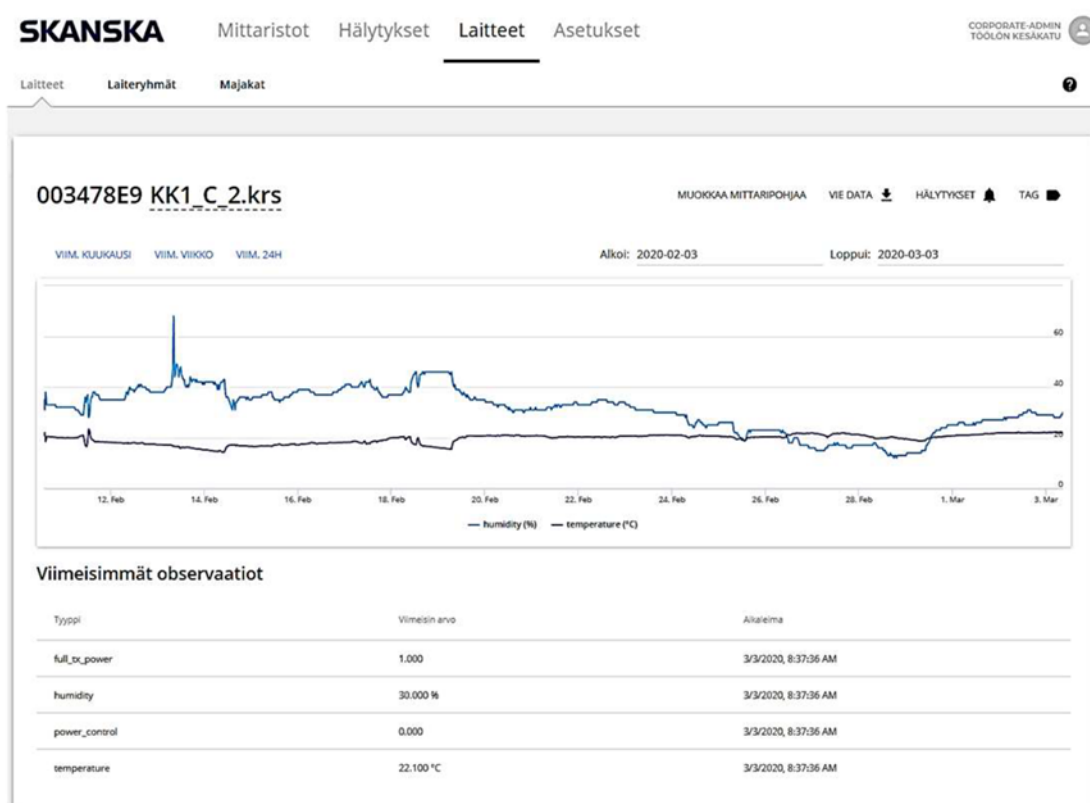 SKANSKA Mittaristot Hälytykset Laitteet Asetukset CORPORATE-ADMIN
TÖÖLÖN KESÄKATU
Laitteet Laiteryhmät Majakat ?
003478E9 KK1_C_2.krs MUOKKAA MITTARIPOHJAA VIE DATA HÄLYTYKSET TAG
VIIM. KUUKAUSI VIIM. VIIKKO VIIM. 24H Alkoi: 2020-02-03 Loppui: 2020-03-03
60
40
20
0
12. Feb 14. Feb 16. Feb 18. Feb 20. Feb 22. Feb 24. Feb 26. Feb 28. Feb 1. Mar 3. Mar
humidity (%) temperature (°C)
Viimeisimmät observaatiot
Tyyppi Viimeisin arvo Aikaleima
full_tx_power 1.000 3/3/2020, 8:37:36 AM
humidity 30.000 % 3/3/2020, 8:37:36 AM
power_control 0.000 3/3/2020, 8:37:36 AM
temperature 22.100 °C 3/3/2020, 8:37:36 AM